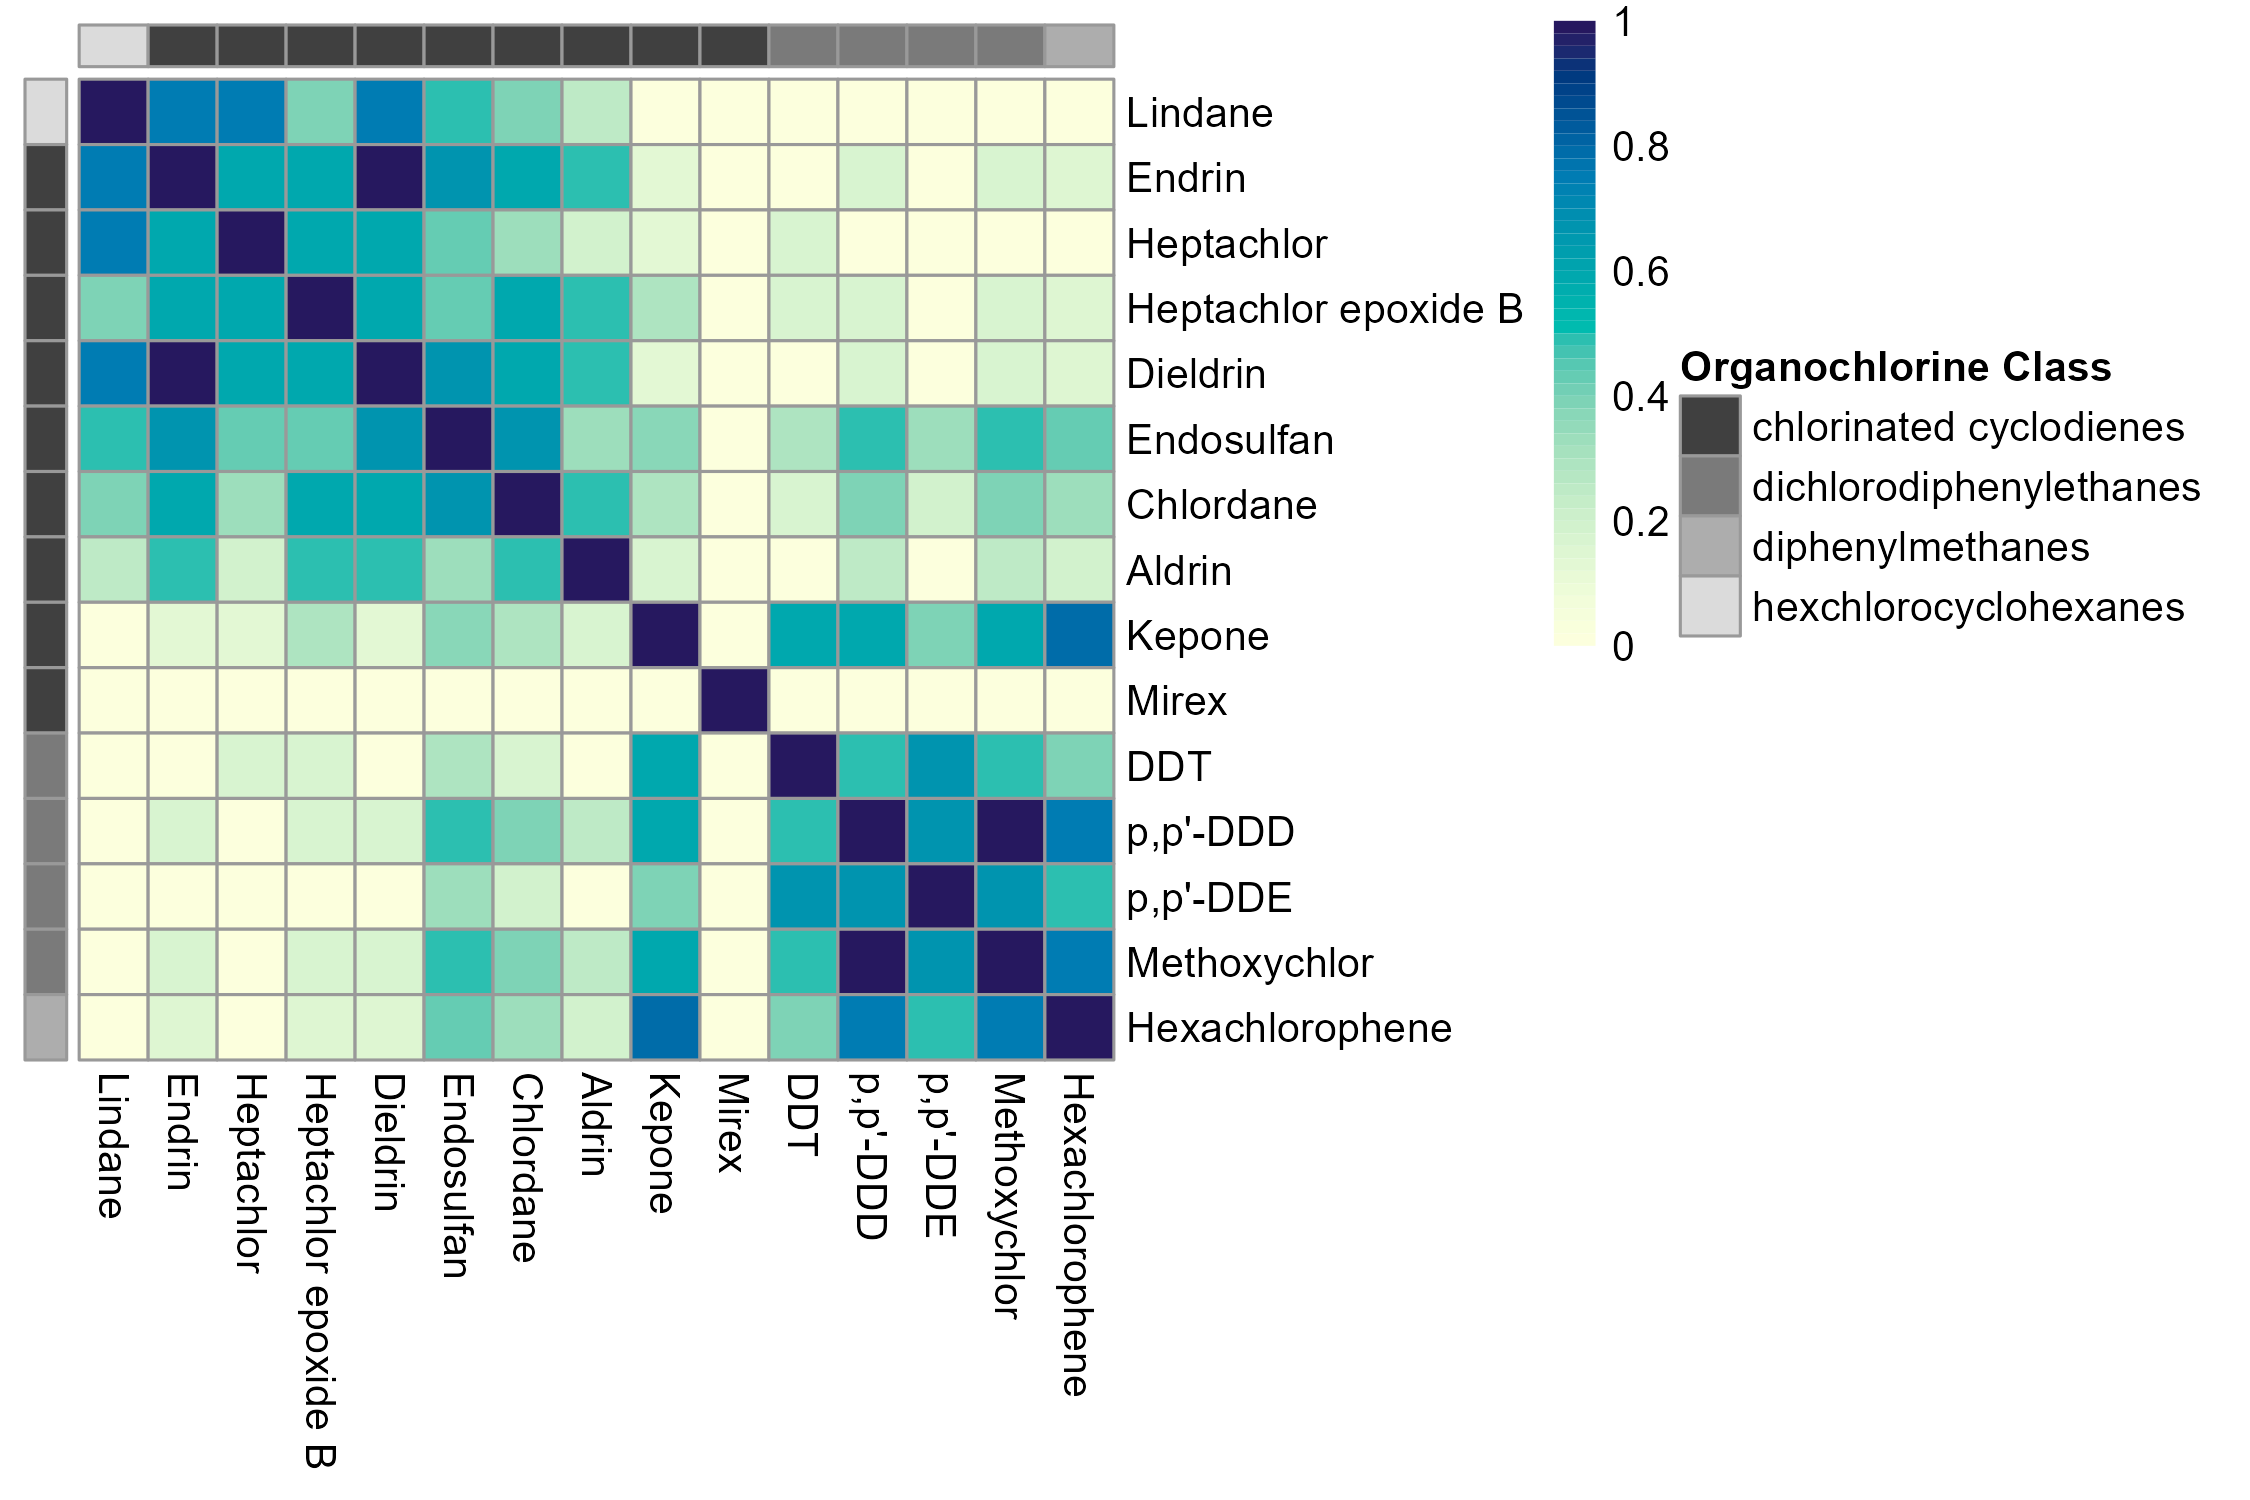 Lindane
Endrin
Heptachlor
Heptachlor epoxide B
Dieldrin
Endosulfan
Chlordane
Aldrin
Kepone
Mirex
DDT
p,p'-DDD
p,p'-DDE
Methoxychlor
Hexachlorophene
Lindane
Endrin
Heptachlor
Heptachlor epoxide B
Dieldrin
Endosulfan
Chlordane
Aldrin
Kepone
Mirex
DDT
p,p'-DDD
p,p'-DDE
Methoxychlor
Hexachlorophene
1
0.8
0.6
0.4
0.2
0
Organochlorine Class
chlorinated cyclodienes
dichlorodiphenylethanes
diphenylmethanes
hexchlorocyclohexanes